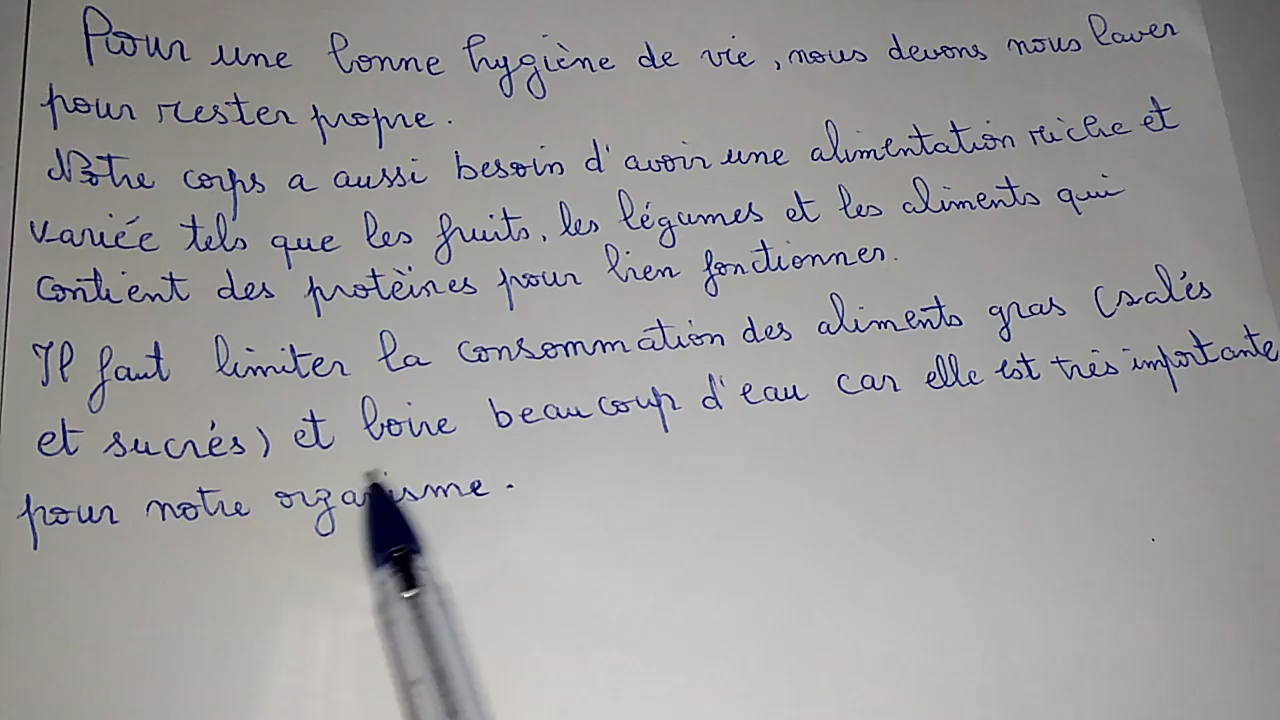 Pour une bonne hygiène de vie, nous devons nous laver
pour rester propre.
Notre corps a aussi besoin d'avoir une alimentation riche et
variée tels que les fruits, les légumes et les aliments qui
contient des protèines pour bien fonctionner.
Il faut limiter la consommation des aliments gras (salés
et sucrés) et boire beaucoup d'eau car elle est très importante
pour notre organisme.